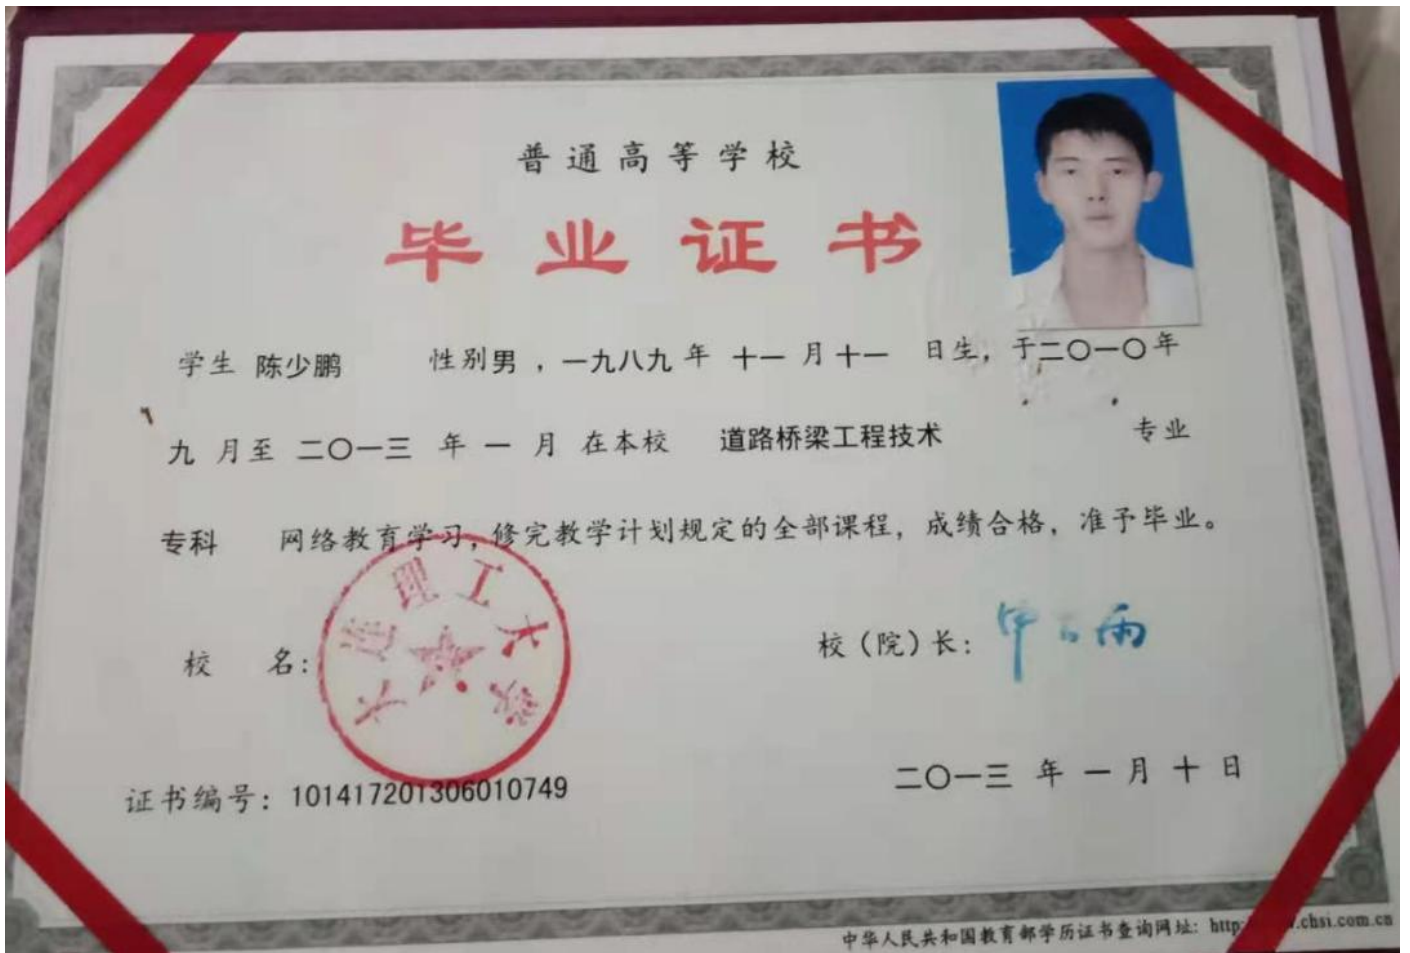 普通高等学校
毕业证书
学生 陈少鹏 性别男，一九八九年 十一月十一 日生，于二〇一〇年
九 月至 二〇一三 年 一 月 在本校 道路桥梁工程技术 专业
专科 网络教育学习，修完教学计划规定的全部课程，成绩合格，准予毕业。
大连理工大学
校 名：
校（院）长：
证书编号：101417201306010749
二〇一三 年 一 月 十 日
中华人民共和国教育部学历证书查询网址：http .chsi.com.cn